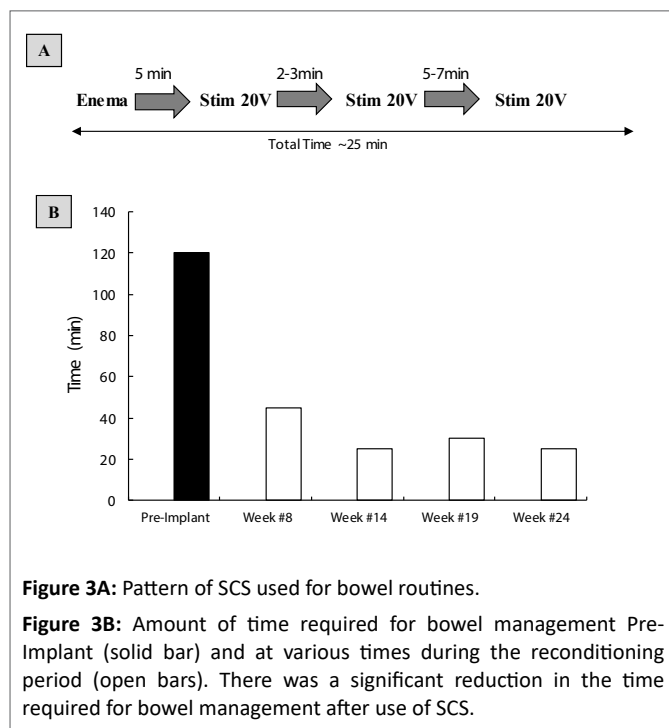 A
5 min 2-3min 5-7min
Enema Stim 20V Stim 20V Stim 20V
Total Time ~25 min
B
140
120
100
80
60
40
20
0
Time (min)
Pre-Implant Week #8 Week #14 Week #19 Week #24
Figure 3A: Pattern of SCS used for bowel routines.
Figure 3B: Amount of time required for bowel management Pre-
Implant (solid bar) and at various times during the reconditioning
period (open bars). There was a significant reduction in the time
required for bowel management after use of SCS.